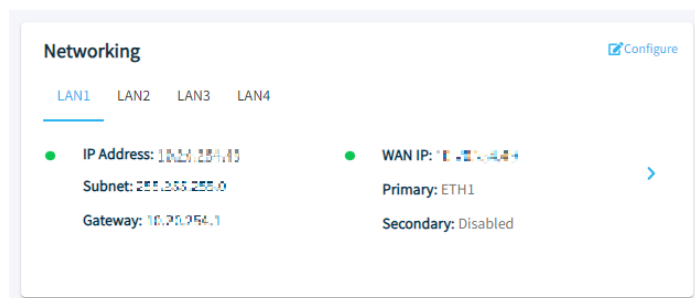 Networking
Configure
LAN1 LAN2 LAN3 LAN4
IP Address:
Subnet:
Gateway:
WAN IP:
Primary: ETH1
Secondary: Disabled